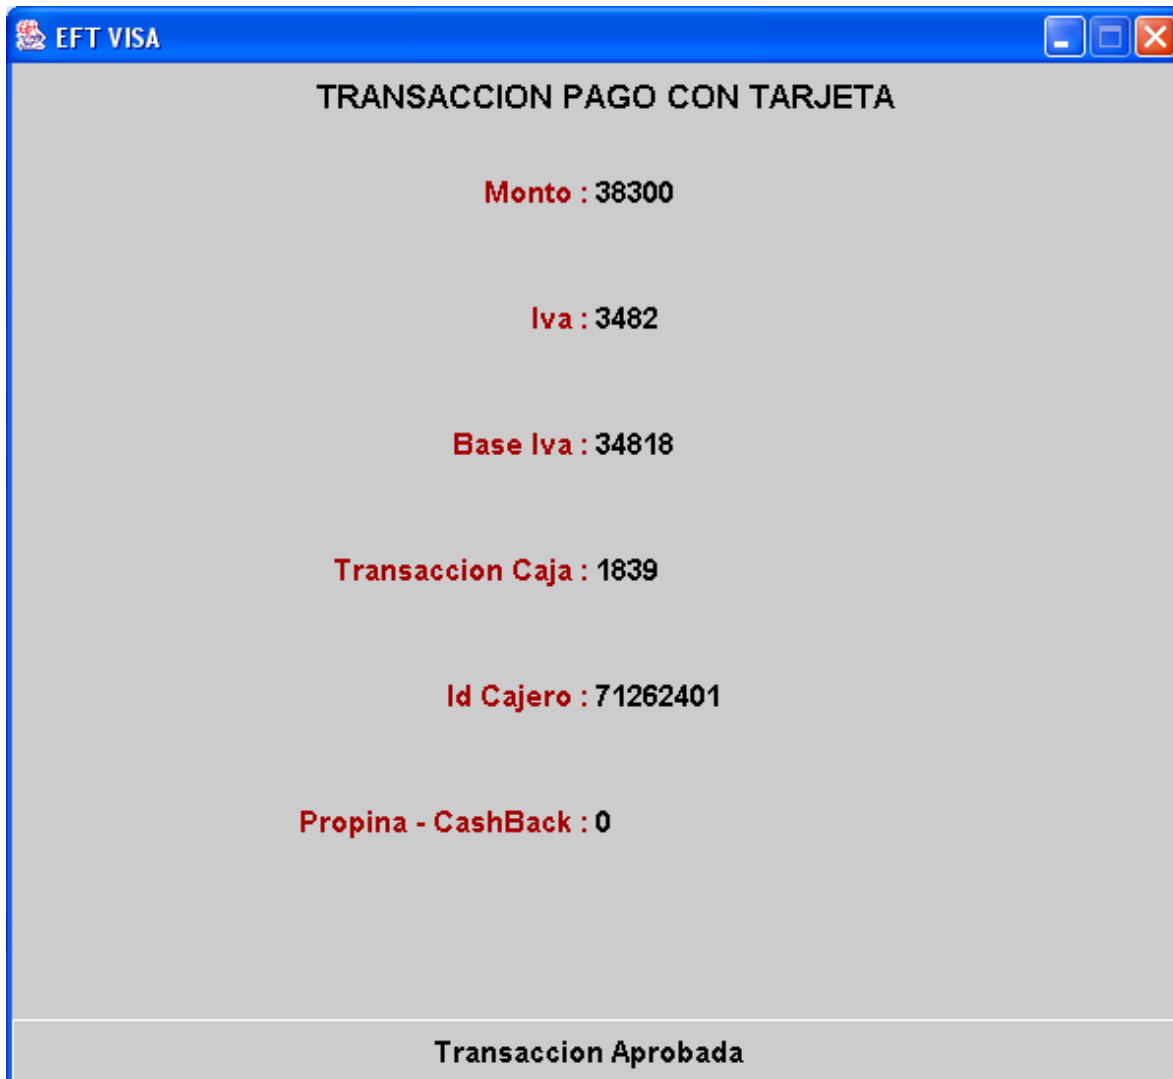 EFT VISA
TRANSACCION PAGO CON TARJETA
Monto : 38300
Iva : 3482
Base Iva : 34818
Transaccion Caja : 1839
Id Cajero : 71262401
Propina - CashBack : 0
Transaccion Aprobada